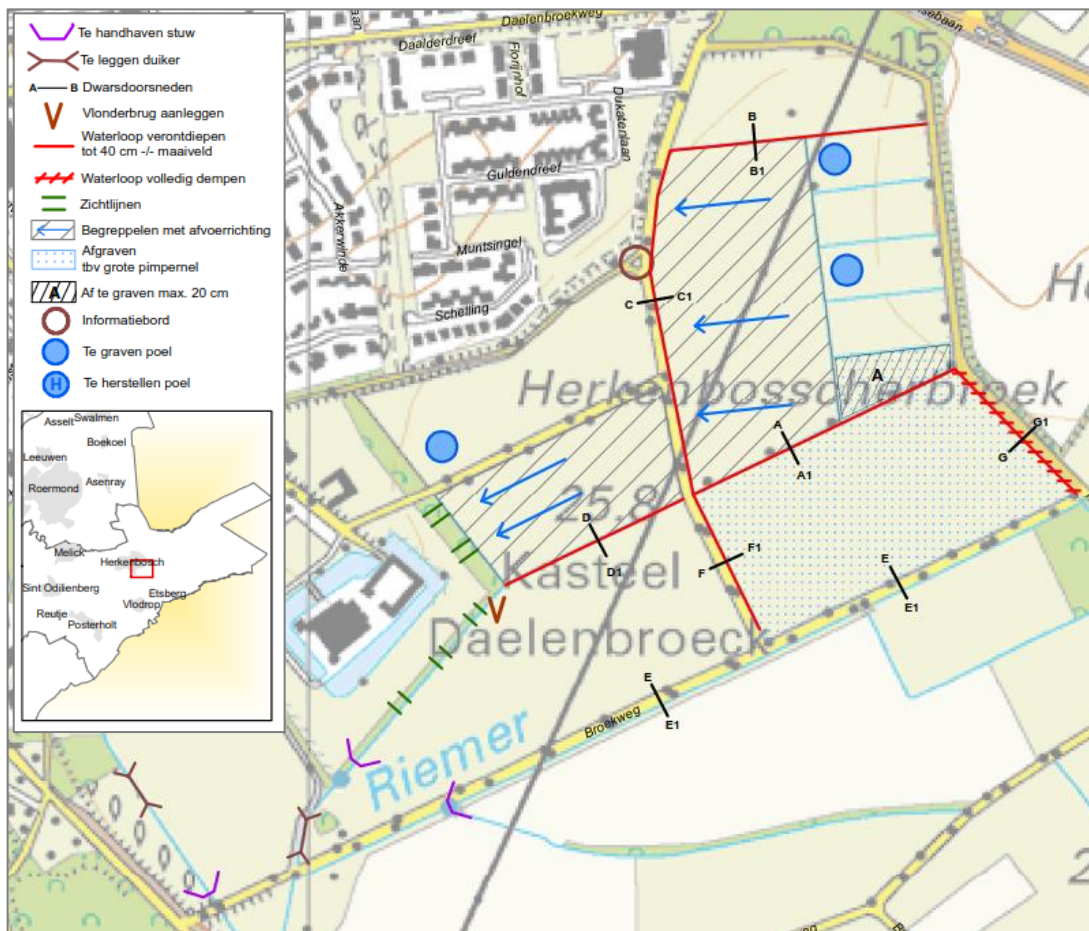 Te handhaven stuw
Te leggen duiker
A B Dwarsdoorsneden
Vlonderbrug aanleggen
Waterloop verontdiepen
tot 40 cm -/- maaiveld
Waterloop volledig dempen
Zichtlijnen
Begreppelen met afvoerrichting
Afgraven
tbv grote pimpernel
A Af te graven max. 20 cm
Informatiebord
Te graven poel
H Te herstellen poel
Asselt
Swalmen
Boekoel
Leeuwen
Roermond
Asenray
Melick
Herkenbosch
Sint Odilienberg
Etsberg
Vlodrop
Reutje
Posterholt
Daelenbroekweg
Daalderdreef
Florijnhof
Dukatenlaan
Guldendreef
Akkerwinde
Muntsingel
Schelling
15
B
B1
C
C1
Herkenbosscherbroek
A
A
A1
G1
G
25.8
D
D1
F1
F
E
E1
Kasteel
Daelenbroeck
E
E1
Broekweg
Riemer